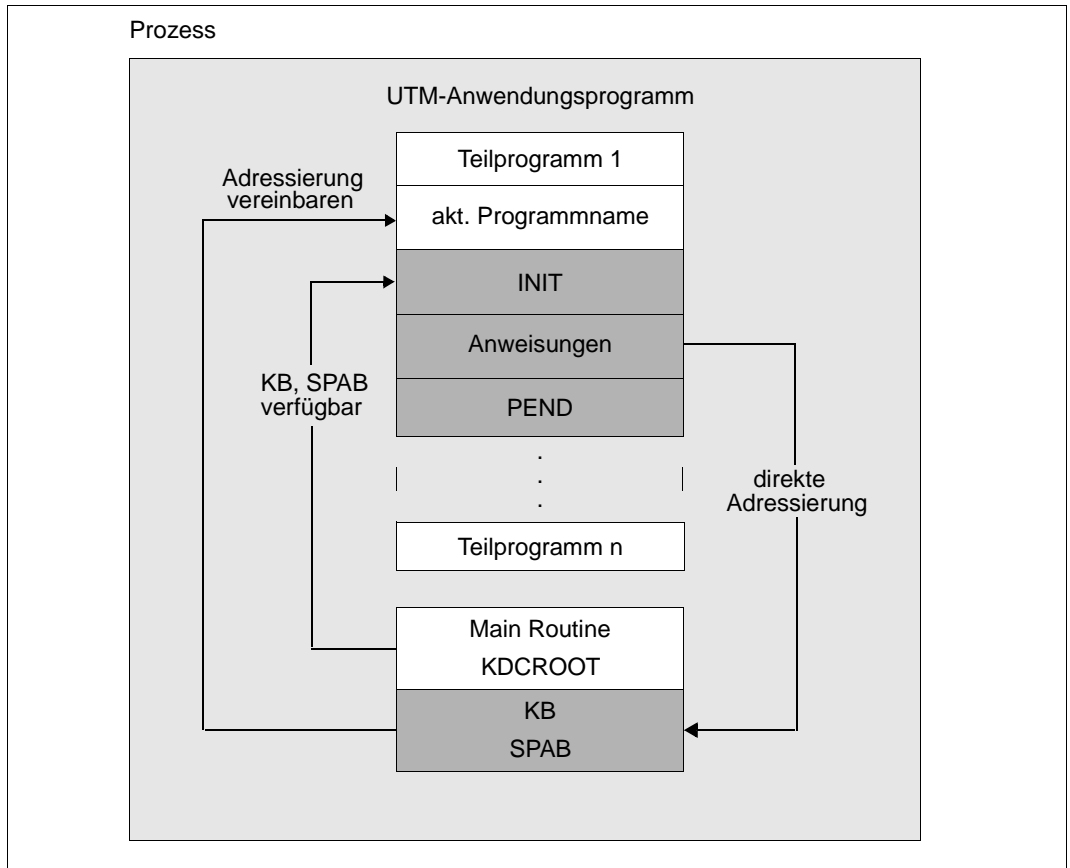 Prozess
UTM-Anwendungsprogramm
Teilprogramm 1
Adressierung
vereinbaren
akt. Programmname
INIT
Anweisungen
KB, SPAB
verfügbar
PEND
.
.
.
direkte
Adressierung
Teilprogramm n
Main Routine
KDCROOT
KB
SPAB